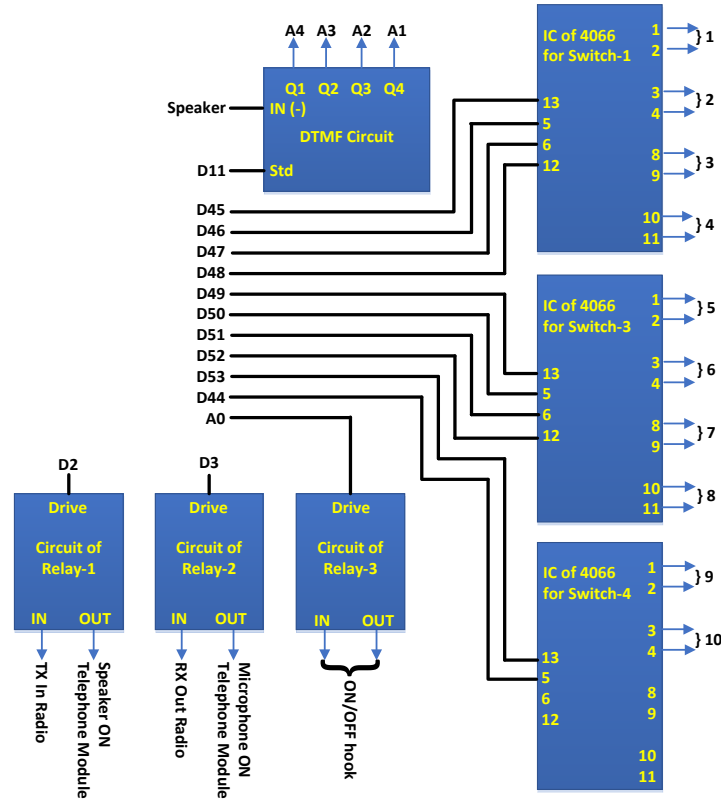 A4 A3 A2 A1
Q1 Q2 Q3 Q4
Speaker
IN (-)
DTMF Circuit
D11
Std
D45
D46
D47
D48
D49
D50
D51
D52
D53
D44
A0
IC of 4066
for Switch-1
13
5
6
12
1
2
} 1
3
4
} 2
8
9
} 3
10
11
} 4
IC of 4066
for Switch-3
13
5
6
12
1
2
} 5
3
4
} 6
8
9
} 7
10
11
} 8
IC of 4066
for Switch-4
13
5
6
12
1
2
} 9
3
4
} 10
8
9
10
11
D2
Drive
Circuit of
Relay-1
IN OUT
TX In Radio
Speaker ON
Telephone Module
D3
Drive
Circuit of
Relay-2
IN OUT
RX Out Radio
Microphone ON
Telephone Module
Drive
Circuit of
Relay-3
IN OUT
ON/OFF hook